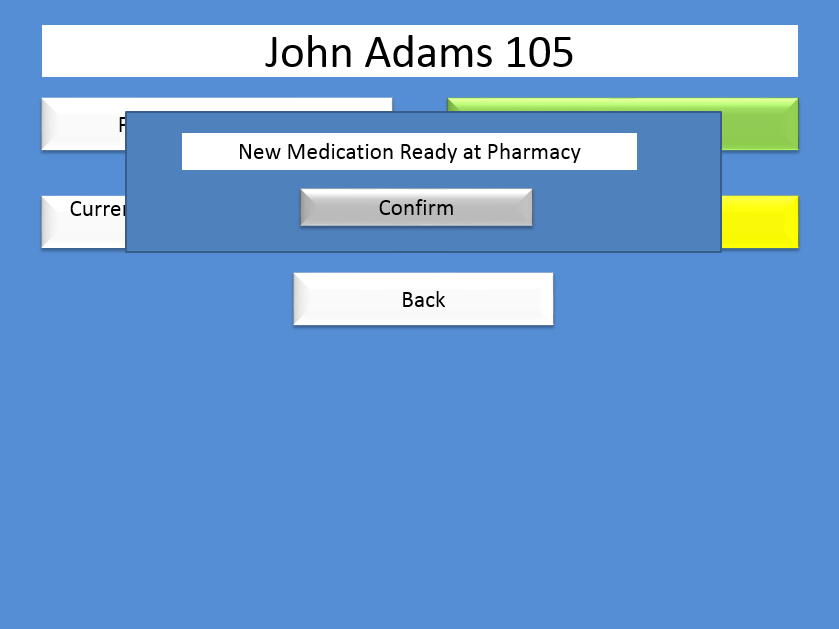 John Adams 105
New Medication Ready at Pharmacy
Confirm
Back